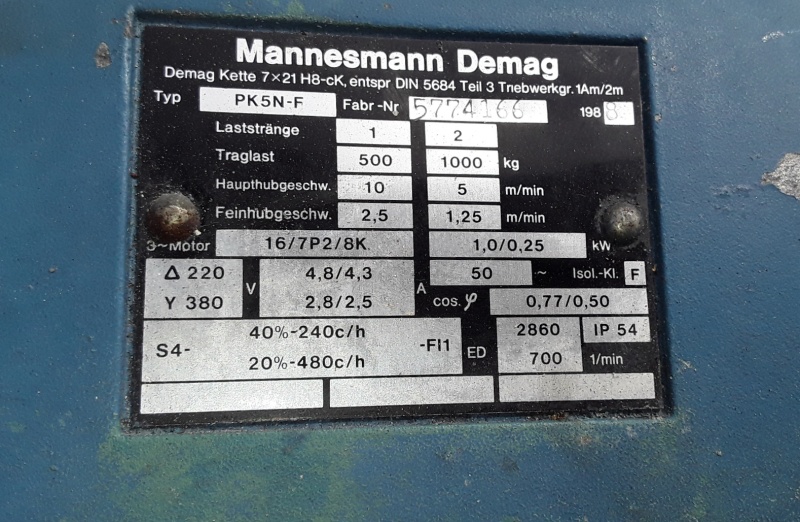 Mannesmann Demag
Demag Kette 7×21 H8-cK, entspr DIN 5684 Teil 3 Triebwerkgr. 1Am/2m
Typ PK5N-F Fabr-Nr 5774166 1988
Laststränge 1 2
Traglast 500 1000 kg
Haupthubgeschw. 10 5 m/min
Feinhubgeschw. 2,5 1,25 m/min
3~Motor 16/7P2/8K 1,0/0,25 kW
Δ 220 V 4,8/4,3 A 50 ~ Isol.-Kl. F
Y 380 2,8/2,5 cos. φ 0,77/0,50
S4- 40%-240c/h -FI1 ED 2860 IP 54
20%-480c/h 700 1/min